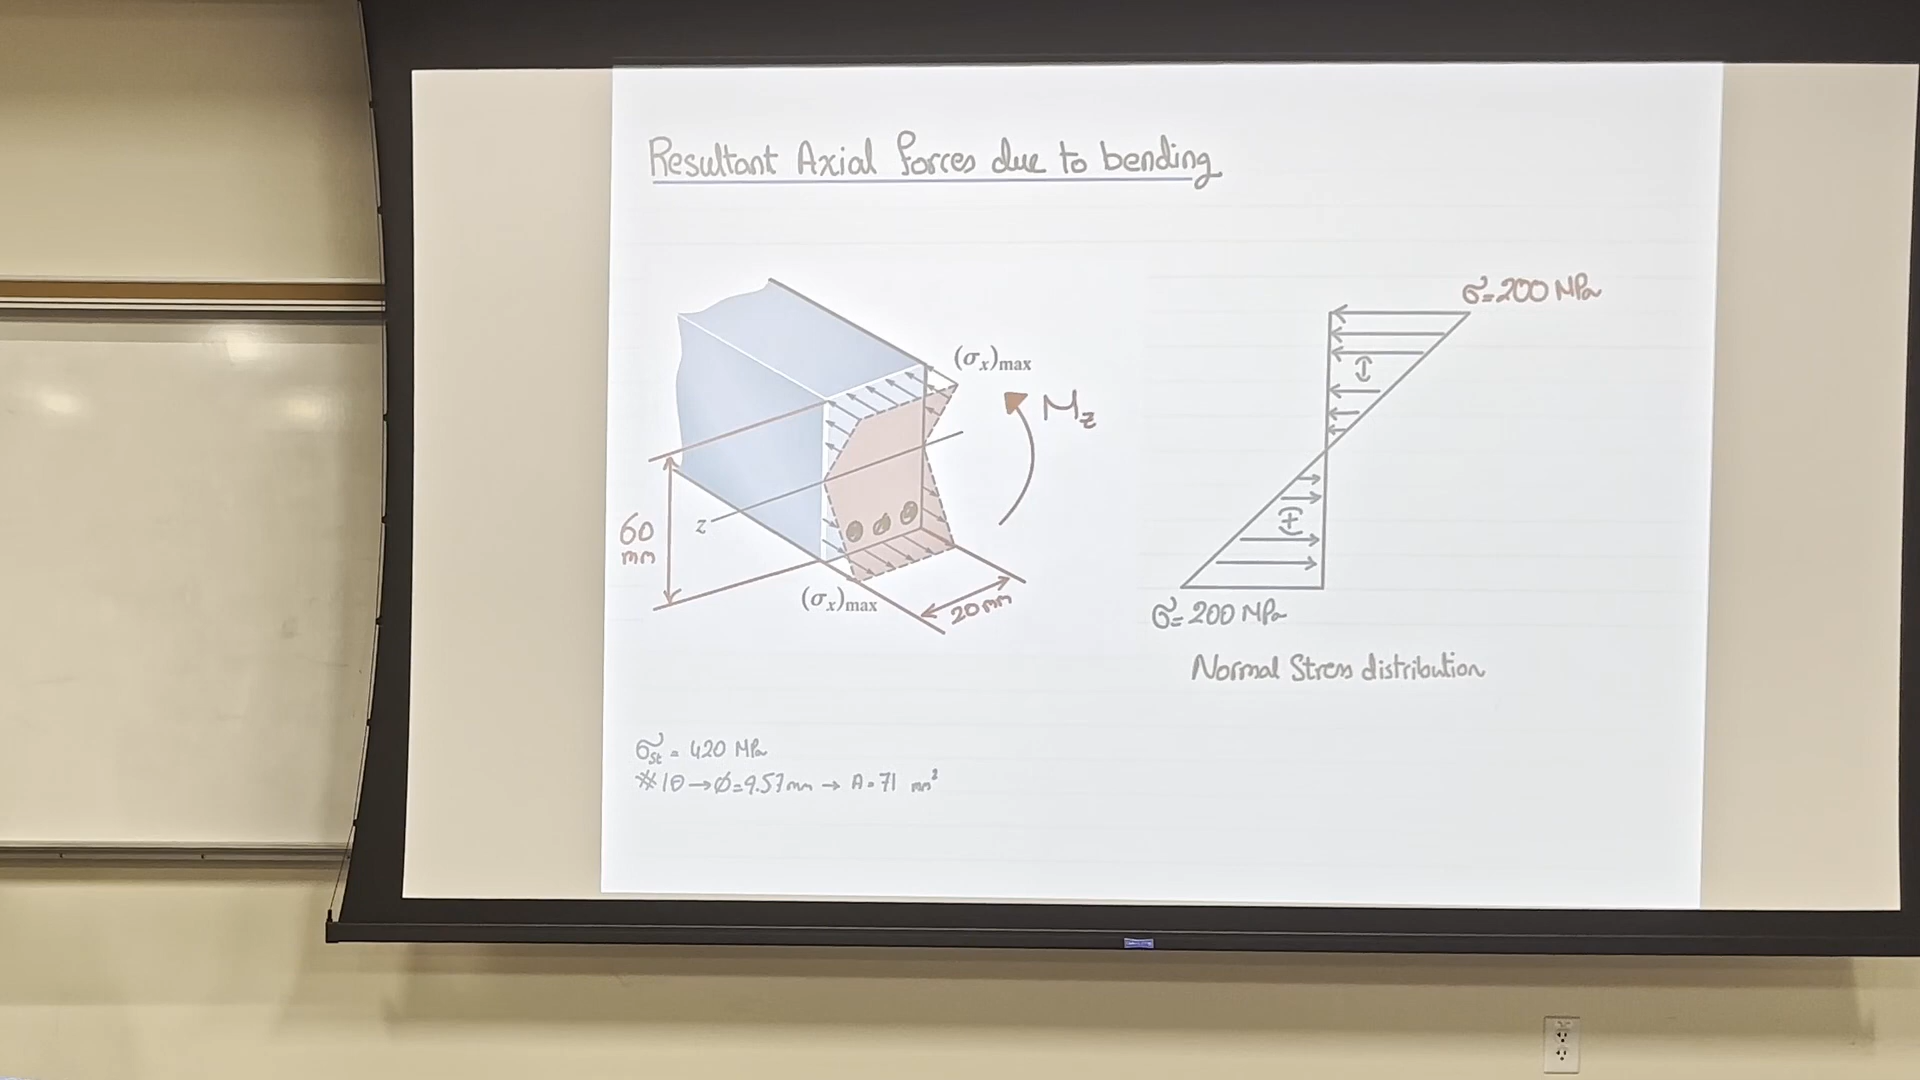 Resultant Axial forces due to bending
(σₓ)max
Mz
60
mm
z
(σₓ)max
20mm
σ=200 MPa
(-)
(+)
σ=200 MPa
Normal Stress distribution
σst = 420 MPa
#10 → ϕ=9.57mm → A=71 mm²